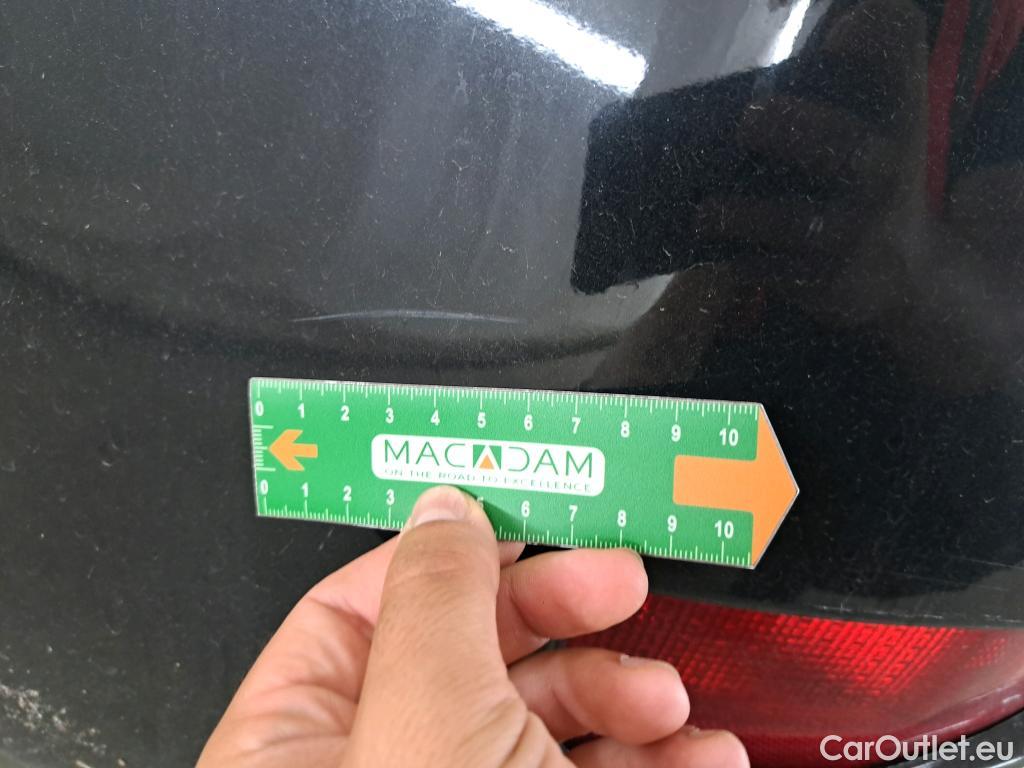 0 1 2 3 4 5 6 7 8 9 10
MACADAM
ON THE ROAD TO EXCELLENCE
0 1 2 3 6 7 8 9 10
CarOutlet.eu